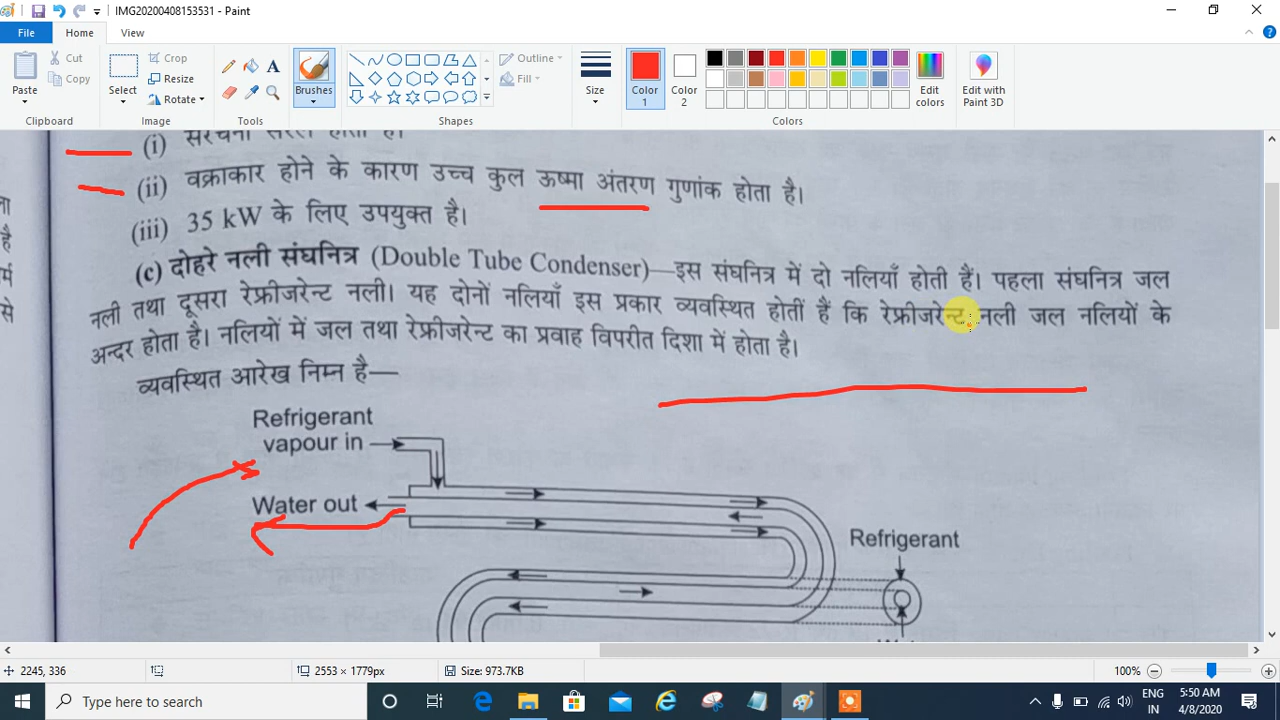 IMG20200408153531 - Paint
File Home View
Paste Cut Copy Clipboard
Select Crop Resize Rotate Image
Tools
Brushes
Outline Fill Shapes
Size
Color 1 Color 2 Edit colors Colors
Edit with Paint 3D
(i) संरचना सरल होती है।
(ii) वक्राकार होने के कारण उच्च कुल ऊष्मा अंतरण गुणांक होता है।
(iii) 35 kW के लिए उपयुक्त है।
(c) दोहरे नली संघनित्र (Double Tube Condenser)—इस संघनित्र में दो नलियाँ होती हैं। पहला संघनित्र जल
नली तथा दूसरा रेफ्रीजरेन्ट नली। यह दोनों नलियाँ इस प्रकार व्यवस्थित होतीं हैं कि रेफ्रीजरेन्ट नली जल नलियों के
अन्दर होता है। नलियों में जल तथा रेफ्रीजरेन्ट का प्रवाह विपरीत दिशा में होता है।
व्यवस्थित आरेख निम्न है—
Refrigerant
vapour in
Water out
Refrigerant
2245, 336 2553 × 1779px Size: 973.7KB 100%
Type here to search
ENG 5:50 AM
IN 4/8/2020